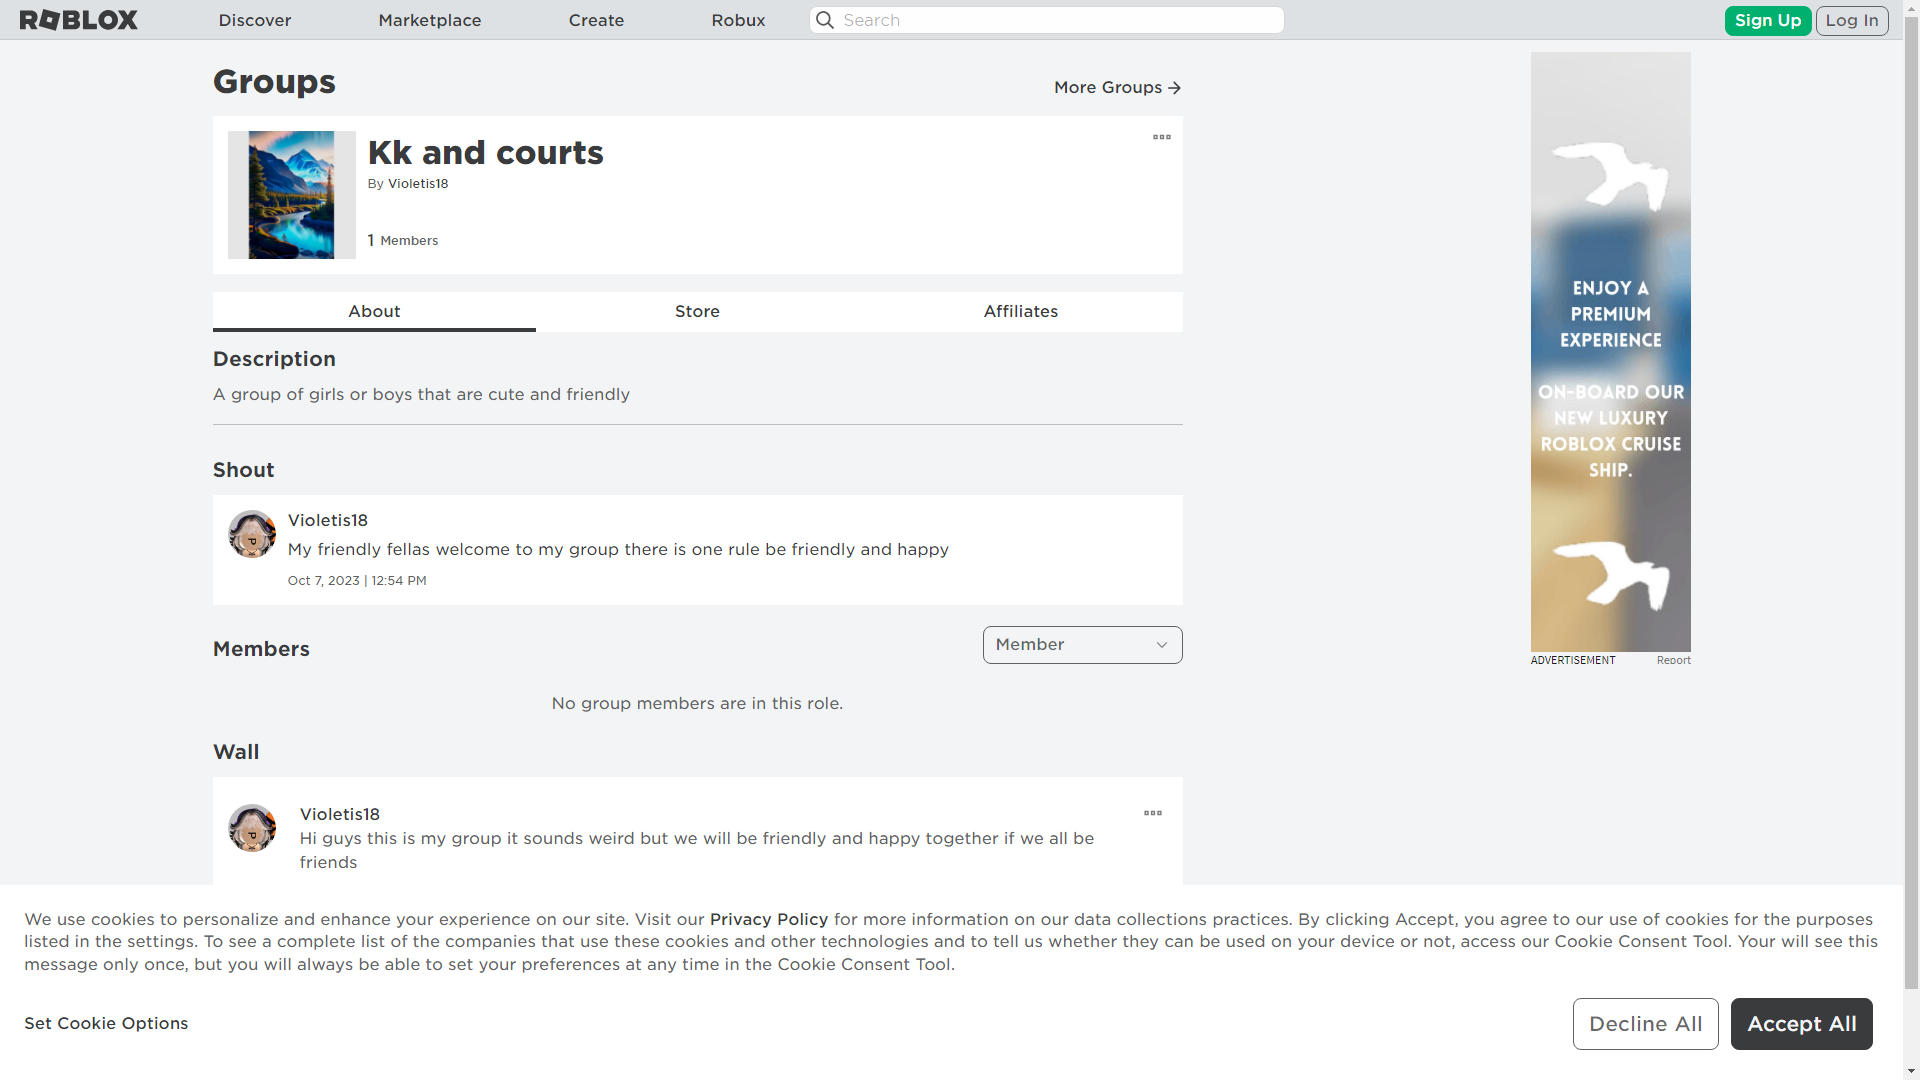 ROBLOX Discover Marketplace Create Robux Search Sign Up Log In
Groups
More Groups
Kk and courts
By Violetis18
1 Members
About Store Affiliates
Description
A group of girls or boys that are cute and friendly
Shout
Violetis18
My friendly fellas welcome to my group there is one rule be friendly and happy
Oct 7, 2023 | 12:54 PM
Members
Member
No group members are in this role.
Wall
Violetis18
Hi guys this is my group it sounds weird but we will be friendly and happy together if we all be
friends
ENJOY A
PREMIUM
EXPERIENCE
ON-BOARD OUR
NEW LUXURY
ROBLOX CRUISE
SHIP.
ADVERTISEMENT Report
We use cookies to personalize and enhance your experience on our site. Visit our Privacy Policy for more information on our data collections practices. By clicking Accept, you agree to our use of cookies for the purposes
listed in the settings. To see a complete list of the companies that use these cookies and other technologies and to tell us whether they can be used on your device or not, access our Cookie Consent Tool. Your will see this
message only once, but you will always be able to set your preferences at any time in the Cookie Consent Tool.
Set Cookie Options
Decline All
Accept All